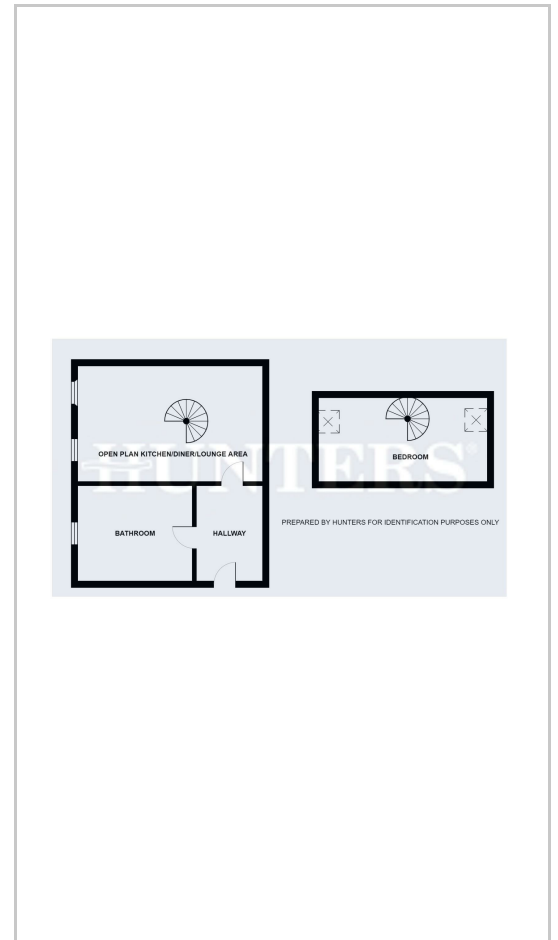 OPEN PLAN KITCHEN/DINER/LOUNGE AREA
BATHROOM
HALLWAY
BEDROOM
HUNTERS®
PREPARED BY HUNTERS FOR IDENTIFICATION PURPOSES ONLY